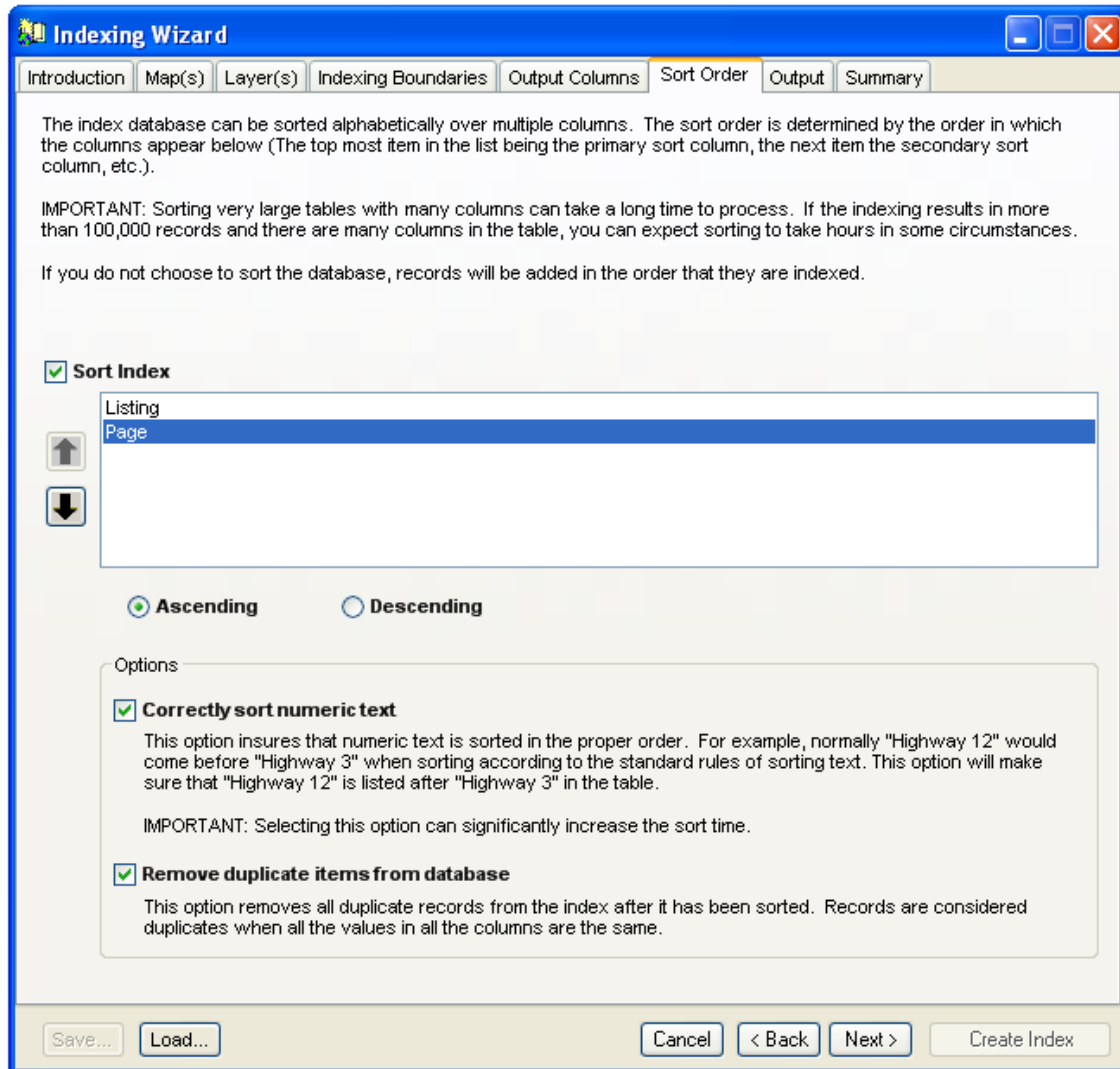 Indexing Wizard
Introduction Map(s) Layer(s) Indexing Boundaries Output Columns Sort Order Output Summary
The index database can be sorted alphabetically over multiple columns. The sort order is determined by the order in which
the columns appear below (The top most item in the list being the primary sort column, the next item the secondary sort
column, etc.).
IMPORTANT: Sorting very large tables with many columns can take a long time to process. If the indexing results in more
than 100,000 records and there are many columns in the table, you can expect sorting to take hours in some circumstances.
If you do not choose to sort the database, records will be added in the order that they are indexed.
Sort Index
Listing
Page
Ascending Descending
Options
Correctly sort numeric text
This option insures that numeric text is sorted in the proper order. For example, normally "Highway 12" would
come before "Highway 3" when sorting according to the standard rules of sorting text. This option will make
sure that "Highway 12" is listed after "Highway 3" in the table.
IMPORTANT: Selecting this option can significantly increase the sort time.
Remove duplicate items from database
This option removes all duplicate records from the index after it has been sorted. Records are considered
duplicates when all the values in all the columns are the same.
Save... Load... Cancel < Back Next > Create Index